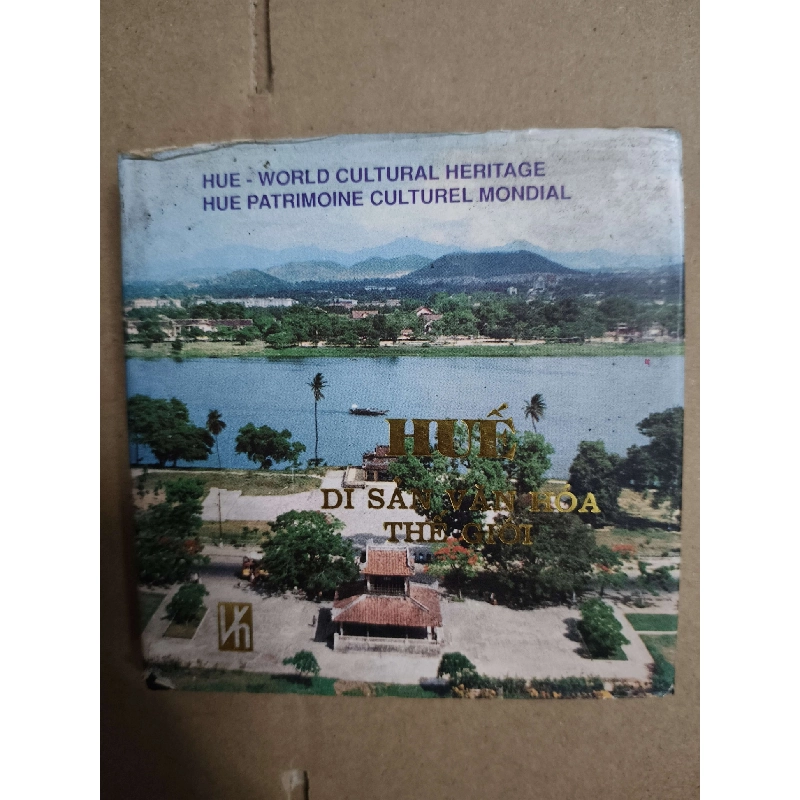 HUE - WORLD CULTURAL HERITAGE
HUE PATRIMOINE CULTUREL MONDIAL
HUẾ
DI SẢN VĂN HÓA
THẾ GIỚI